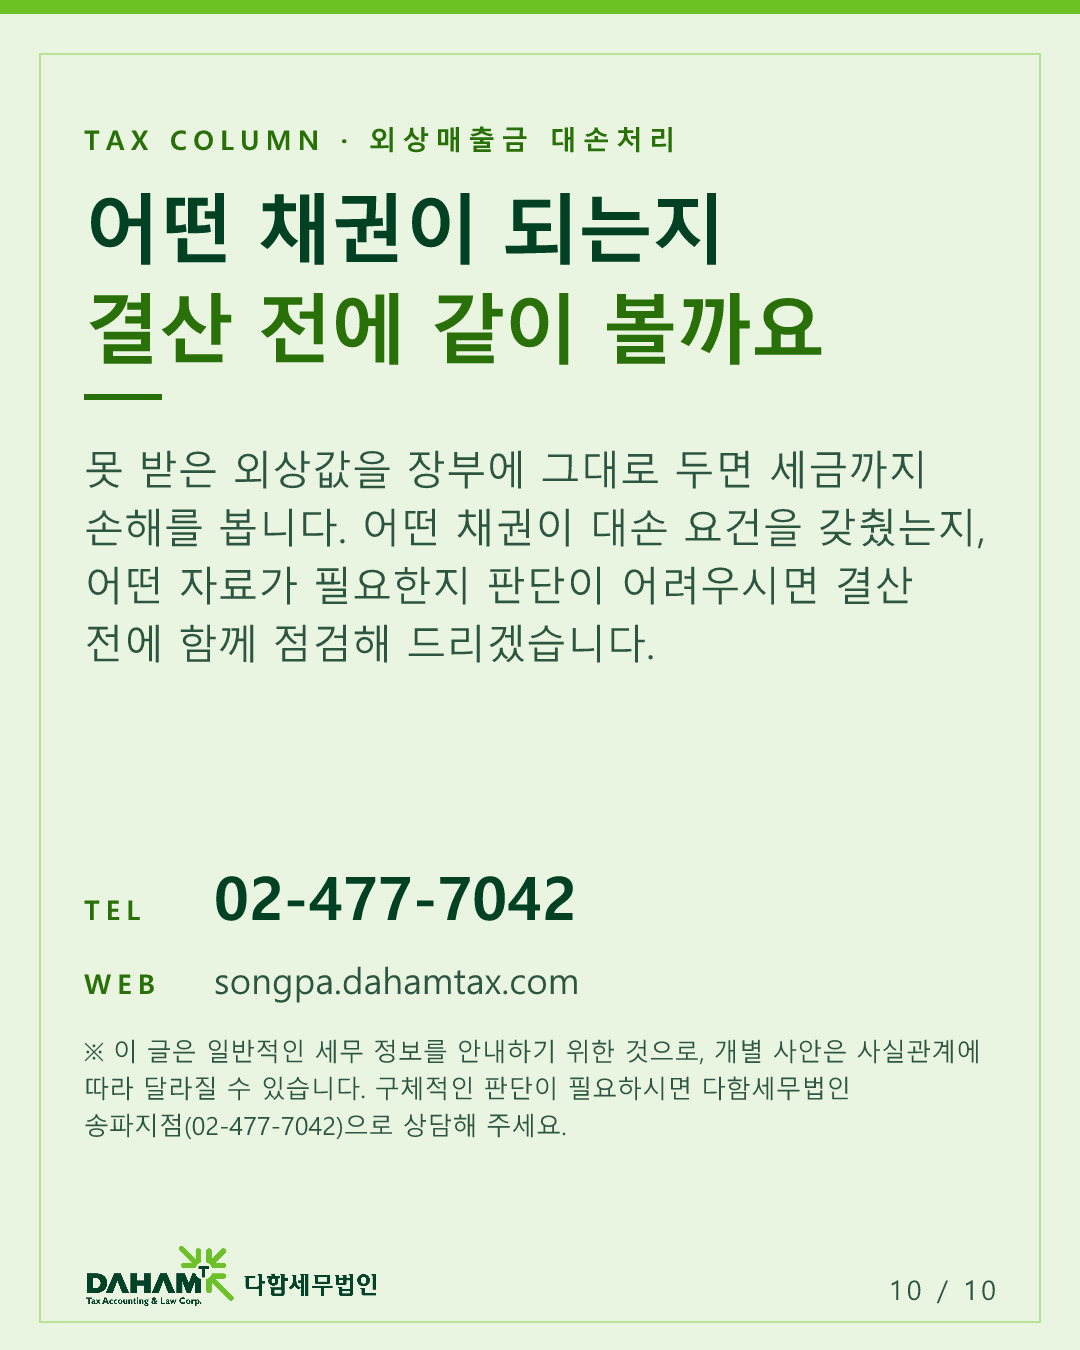 TAX COLUMN · 외상매출금 대손처리
어떤 채권이 되는지
결산 전에 같이 볼까요
못 받은 외상값을 장부에 그대로 두면 세금까지
손해를 봅니다. 어떤 채권이 대손 요건을 갖췄는지,
어떤 자료가 필요한지 판단이 어려우시면 결산
전에 함께 점검해 드리겠습니다.
TEL 02-477-7042
WEB songpa.dahamtax.com
※ 이 글은 일반적인 세무 정보를 안내하기 위한 것으로, 개별 사안은 사실관계에
따라 달라질 수 있습니다. 구체적인 판단이 필요하시면 다함세무법인
송파지점(02-477-7042)으로 상담해 주세요.
DAHAM T 다함세무법인
Tax Accounting & Law Corp.
10 / 10